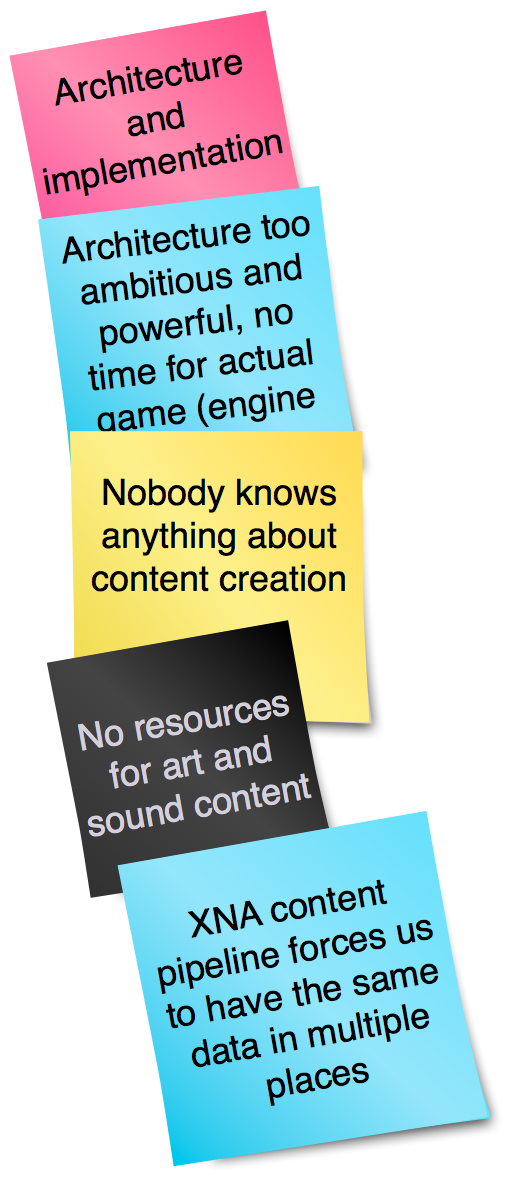 Architecture
and
implementation
Architecture too
ambitious and
powerful, no
time for actual
game (engine
Nobody knows
anything about
content creation
No resources
for art and
sound content
XNA content
pipeline forces us
to have the same
data in multiple
places